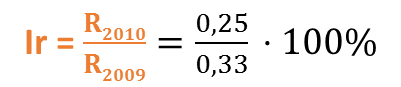 Ir = R₂₀₁₀ / R₂₀₀₉ = 0,25 / 0,33 · 100%